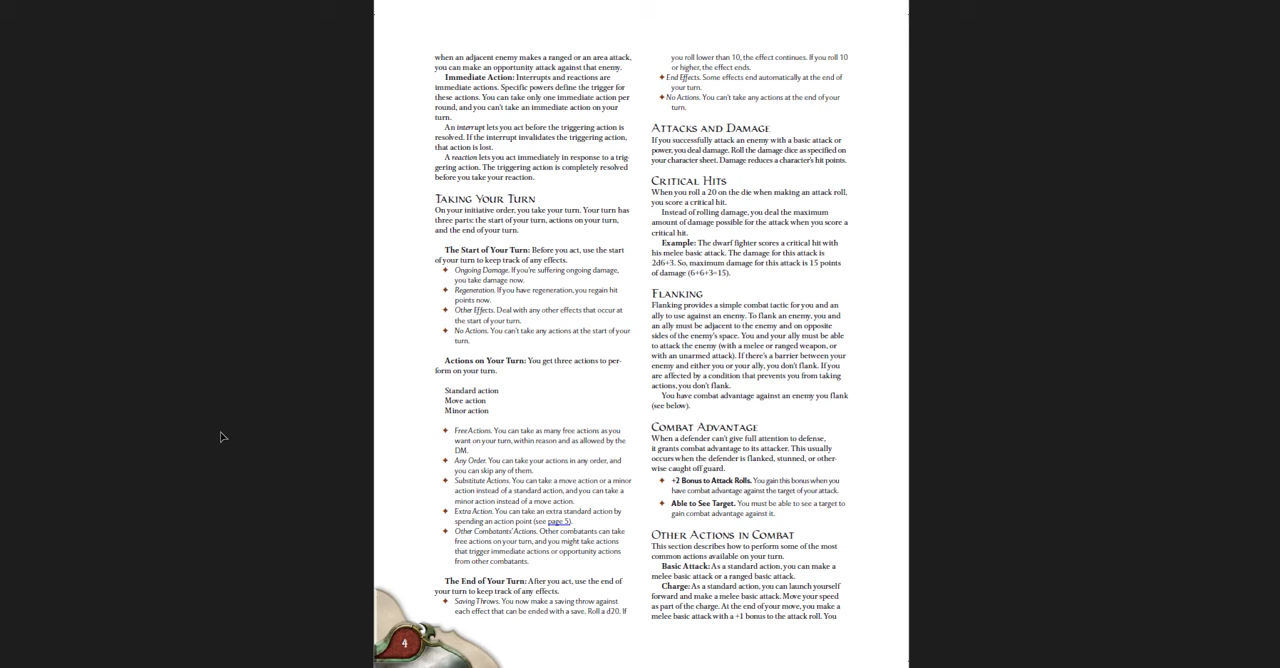 when an adjacent enemy makes a ranged or an area attack,
you can make an opportunity attack against that enemy.
Immediate Action: Interrupts and reactions are
immediate actions. Specific powers define the trigger for
these actions. You can take only one immediate action per
round, and you can't take an immediate action on your
turn.
An interrupt lets you act before the triggering action is
resolved. If the interrupt invalidates the triggering action,
that action is lost.
A reaction lets you act immediately in response to a trig-
gering action. The triggering action is completely resolved
before you take your reaction.
Taking Your Turn
On your initiative order, you take your turn. Your turn has
three parts: the start of your turn, actions on your turn,
and the end of your turn.
The Start of Your Turn: Before you act, use the start
of your turn to keep track of any effects.
✦ Ongoing Damage. If you're suffering ongoing damage,
you take damage now.
✦ Regeneration. If you have regeneration, you regain hit
points now.
✦ Other Effects. Deal with any other effects that occur at
the start of your turn.
✦ No Actions. You can't take any actions at the start of your
turn.
Actions on Your Turn: You get three actions to per-
form on your turn.
Standard action
Move action
Minor action
✦ Free Actions. You can take as many free actions as you
want on your turn, within reason and as allowed by the
DM.
✦ Any Order. You can take your actions in any order, and
you can skip any of them.
✦ Substitute Actions. You can take a move action or a minor
action instead of a standard action, and you can take a
minor action instead of a move action.
✦ Extra Action. You can take an extra standard action by
spending an action point (see page 5).
✦ Other Combatants' Actions. Other combatants can take
free actions on your turn, and you might take actions
that trigger immediate actions or opportunity actions
from other combatants.
The End of Your Turn: After you act, use the end of
your turn to keep track of any effects.
✦ Saving Throws. You now make a saving throw against
each effect that can be ended with a save. Roll a d20. If
4
you roll lower than 10, the effect continues. If you roll 10
or higher, the effect ends.
✦ End Effects. Some effects end automatically at the end of
your turn.
✦ No Actions. You can't take any actions at the end of your
turn.
Attacks and Damage
If you successfully attack an enemy with a basic attack or
power, you deal damage. Roll the damage dice as specified on
your character sheet. Damage reduces a character's hit points.
Critical Hits
When you roll a 20 on the die when making an attack roll,
you score a critical hit.
Instead of rolling damage, you deal the maximum
amount of damage possible for the attack when you score a
critical hit.
Example: The dwarf fighter scores a critical hit with
his melee basic attack. The damage for this attack is
2d6+3. So, maximum damage for this attack is 15 points
of damage (6+6+3=15).
Flanking
Flanking provides a simple combat tactic for you and an
ally to use against an enemy. To flank an enemy, you and
an ally must be adjacent to the enemy and on opposite
sides of the enemy's space. You and your ally must be able
to attack the enemy (with a melee or ranged weapon, or
with an unarmed attack). If there's a barrier between your
enemy and either you or your ally, you don't flank. If you
are affected by a condition that prevents you from taking
actions, you don't flank.
You have combat advantage against an enemy you flank
(see below).
Combat Advantage
When a defender can't give full attention to defense,
it grants combat advantage to its attacker. This usually
occurs when the defender is flanked, stunned, or other-
wise caught off guard.
✦ +2 Bonus to Attack Rolls. You gain this bonus when you
have combat advantage against the target of your attack.
✦ Able to See Target. You must be able to see a target to
gain combat advantage against it.
Other Actions in Combat
This section describes how to perform some of the most
common actions available on your turn.
Basic Attack: As a standard action, you can make a
melee basic attack or a ranged basic attack.
Charge: As a standard action, you can launch yourself
forward and make a melee basic attack. Move your speed
as part of the charge. At the end of your move, you make a
melee basic attack with a +1 bonus to the attack roll. You